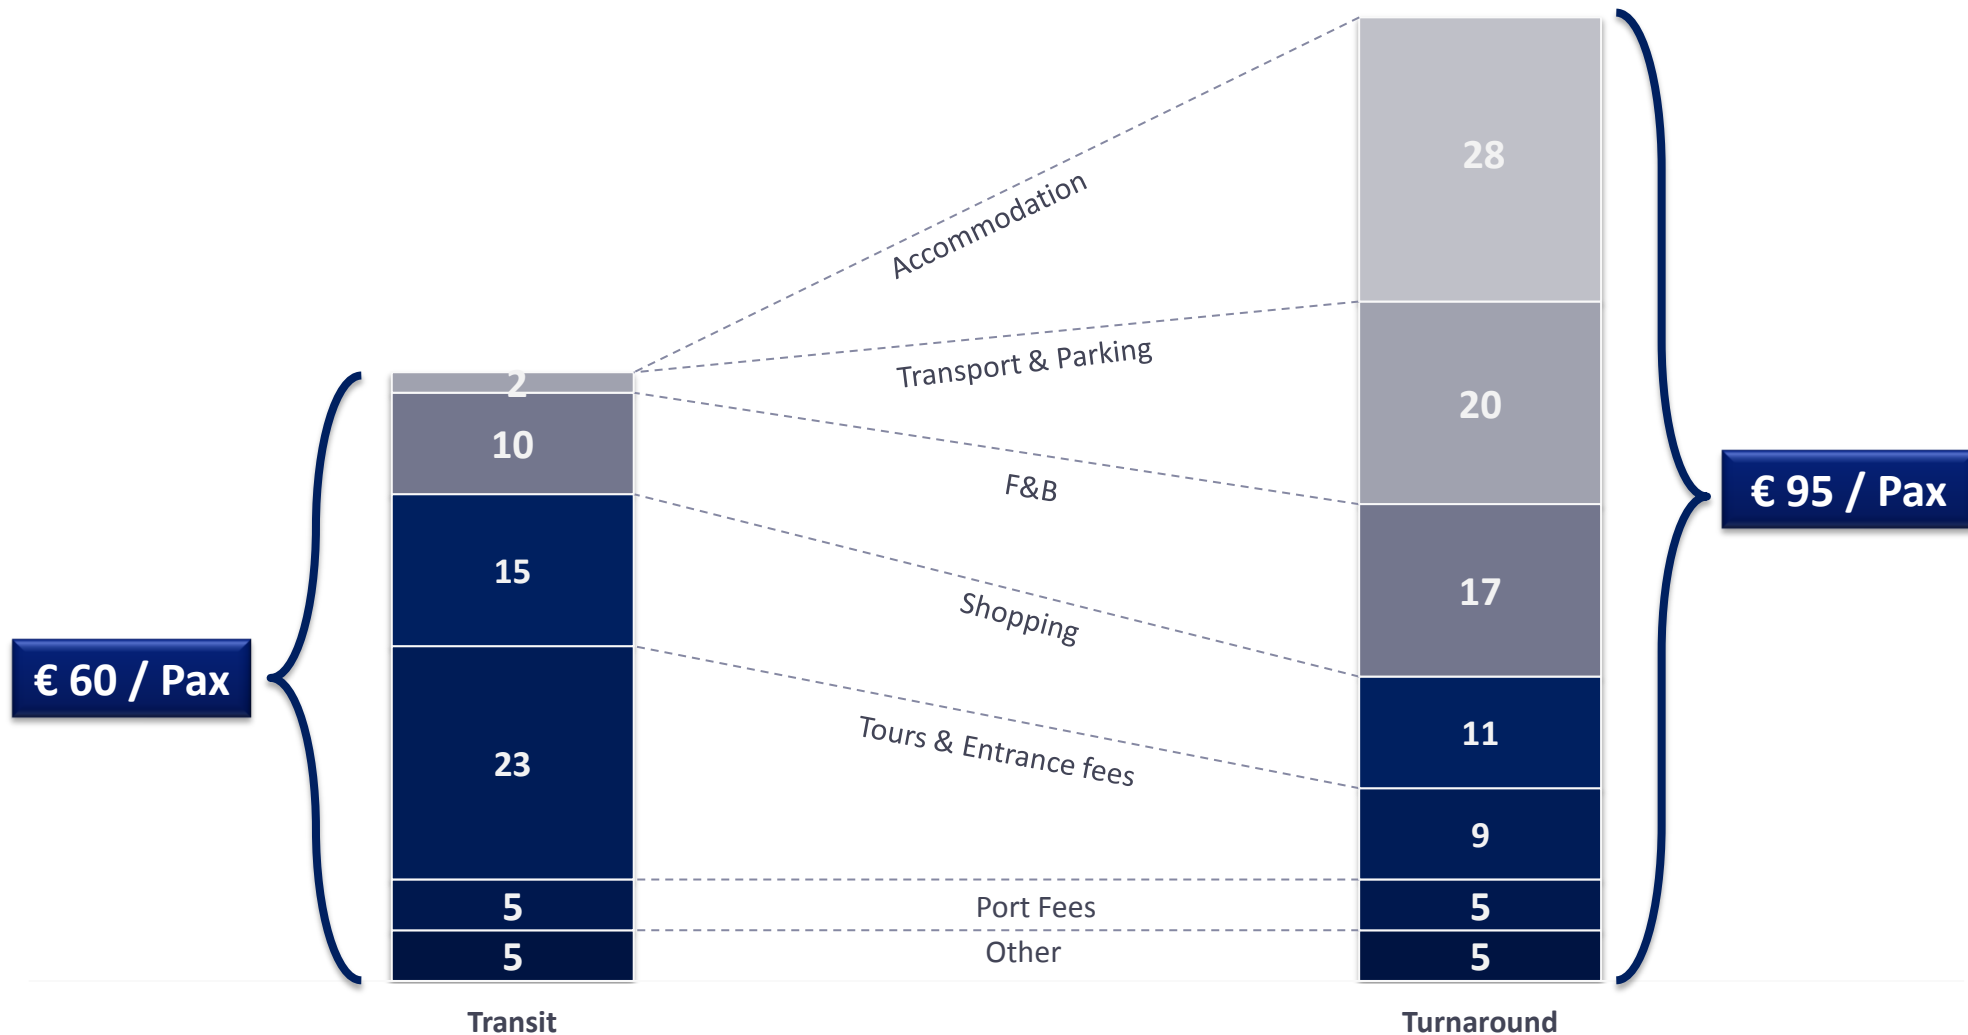 28
Accommodation
Transport & Parking
2
20
10
F&B
€ 95 / Pax
15
17
Shopping
€ 60 / Pax
11
Tours & Entrance fees
23
9
5
Port Fees
5
5
Other
5
Transit
Turnaround